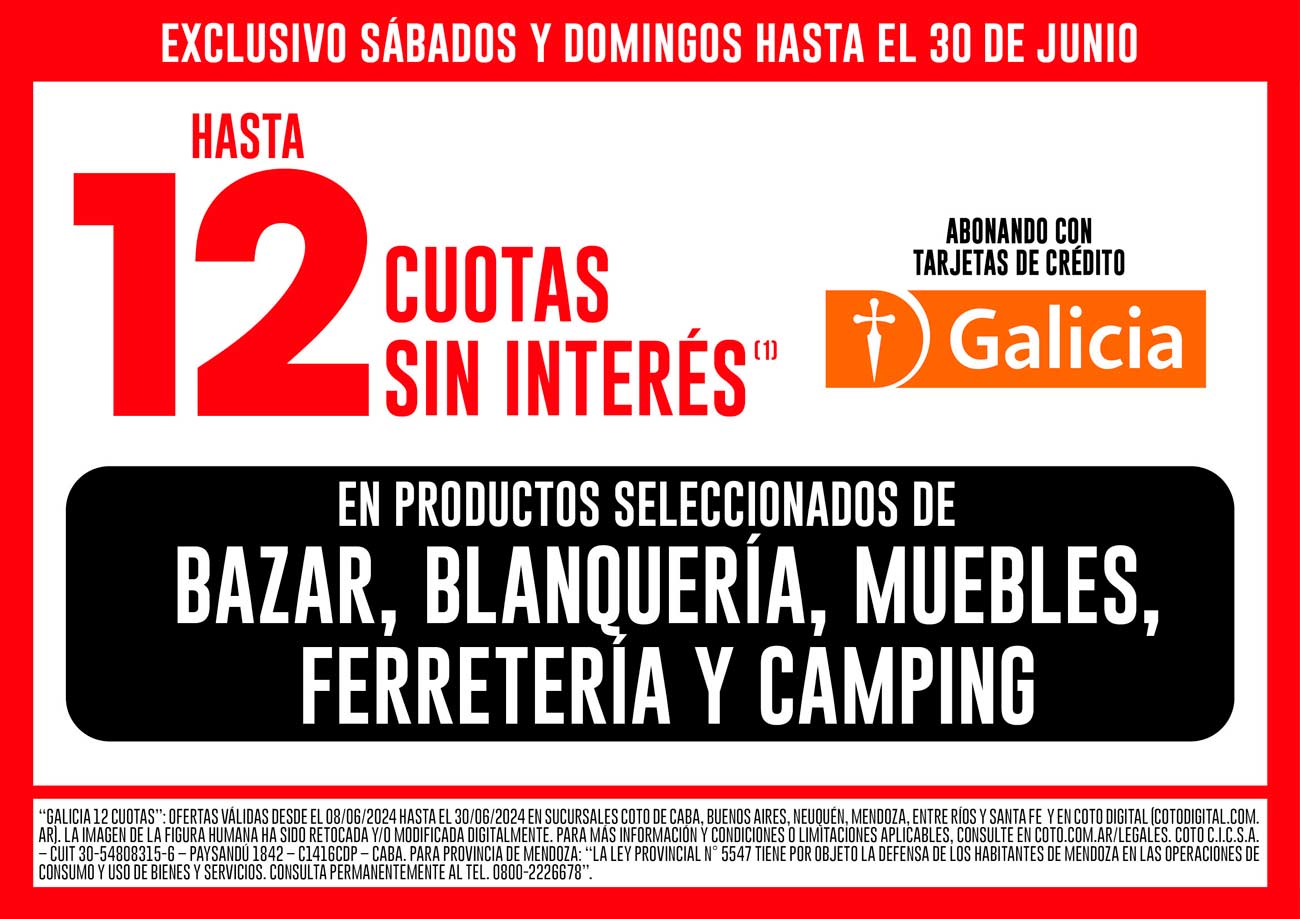 EXCLUSIVO SÁBADOS Y DOMINGOS HASTA EL 30 DE JUNIO
HASTA
12
CUOTAS
SIN INTERÉS (1)
ABONANDO CON
TARJETAS DE CRÉDITO
Galicia
EN PRODUCTOS SELECCIONADOS DE
BAZAR, BLANQUERÍA, MUEBLES,
FERRETERÍA Y CAMPING
“GALICIA 12 CUOTAS”: OFERTAS VÁLIDAS DESDE EL 08/06/2024 HASTA EL 30/06/2024 EN SUCURSALES COTO DE CABA, BUENOS AIRES, NEUQUÉN, MENDOZA, ENTRE RÍOS Y SANTA FE Y EN COTO DIGITAL (COTODIGITAL.COM.
AR). LA IMAGEN DE LA FIGURA HUMANA HA SIDO RETOCADA Y/O MODIFICADA DIGITALMENTE. PARA MÁS INFORMACIÓN Y CONDICIONES O LIMITACIONES APLICABLES, CONSULTE EN COTO.COM.AR/LEGALES. COTO C.I.C.S.A.
– CUIT 30-54808315-6 – PAYSANDÚ 1842 – C1416CDP – CABA. PARA PROVINCIA DE MENDOZA: “LA LEY PROVINCIAL N° 5547 TIENE POR OBJETO LA DEFENSA DE LOS HABITANTES DE MENDOZA EN LAS OPERACIONES DE
CONSUMO Y USO DE BIENES Y SERVICIOS. CONSULTA PERMANENTEMENTE AL TEL. 0800-2226678”.